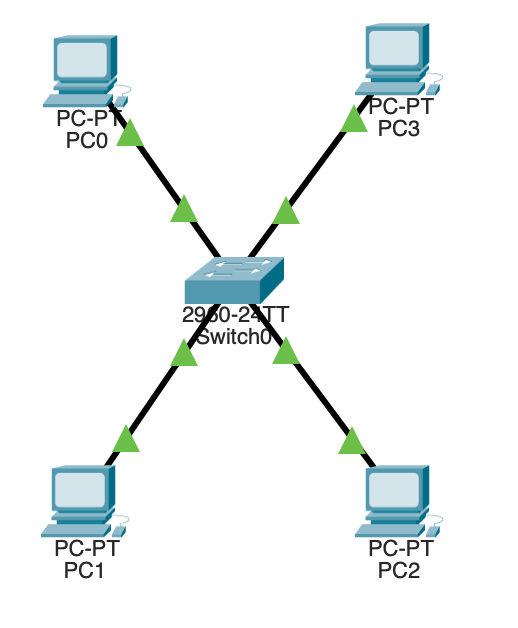 PC-PT
PC0
PC-PT
PC3
2960-24TT
Switch0
PC-PT
PC1
PC-PT
PC2